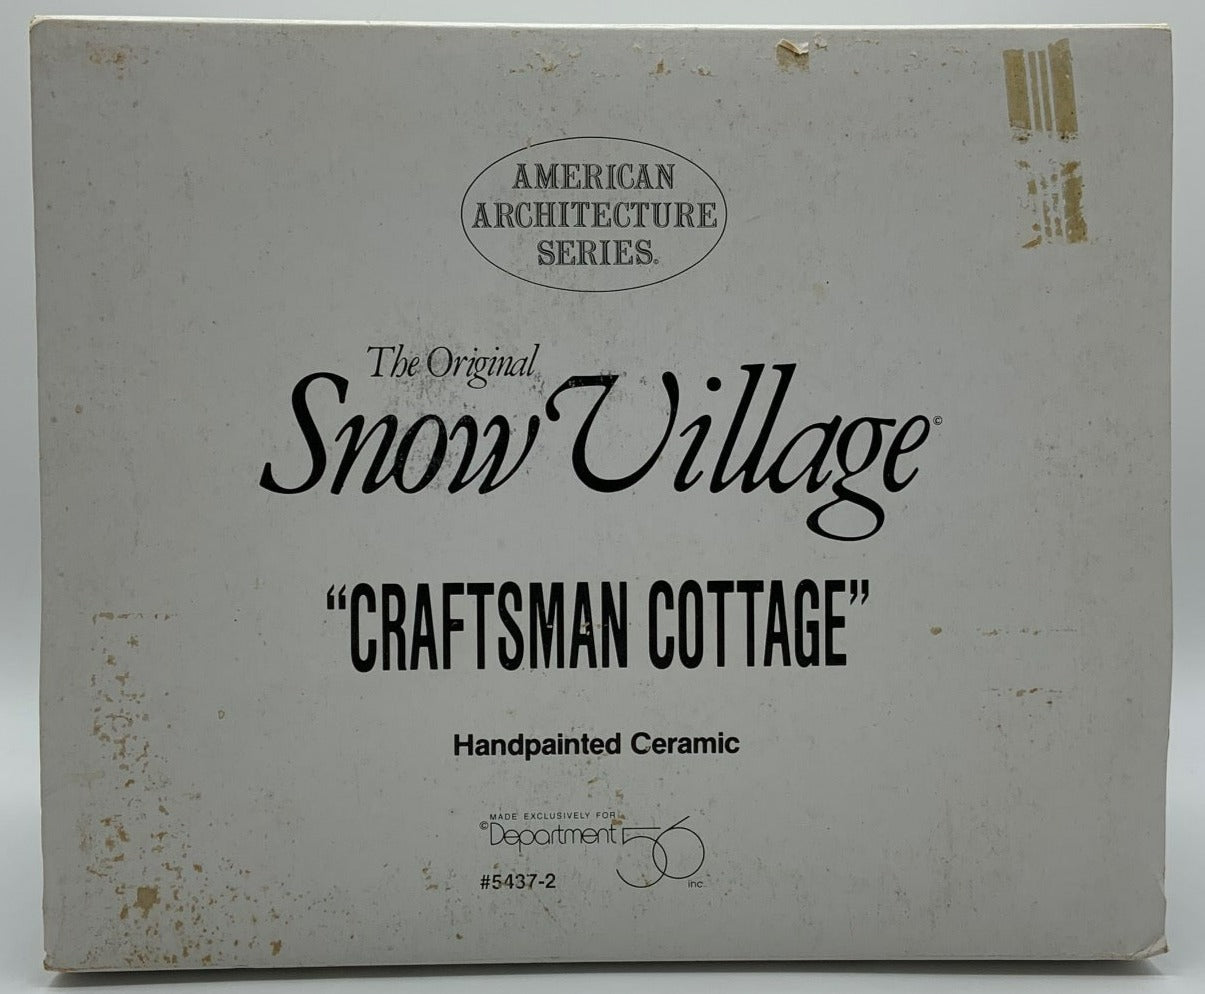 AMERICAN
ARCHITECTURE
SERIES®
The Original
Snow Village©
“CRAFTSMAN COTTAGE”
Handpainted Ceramic
MADE EXCLUSIVELY FOR
©Department 56
inc.
#5437-2